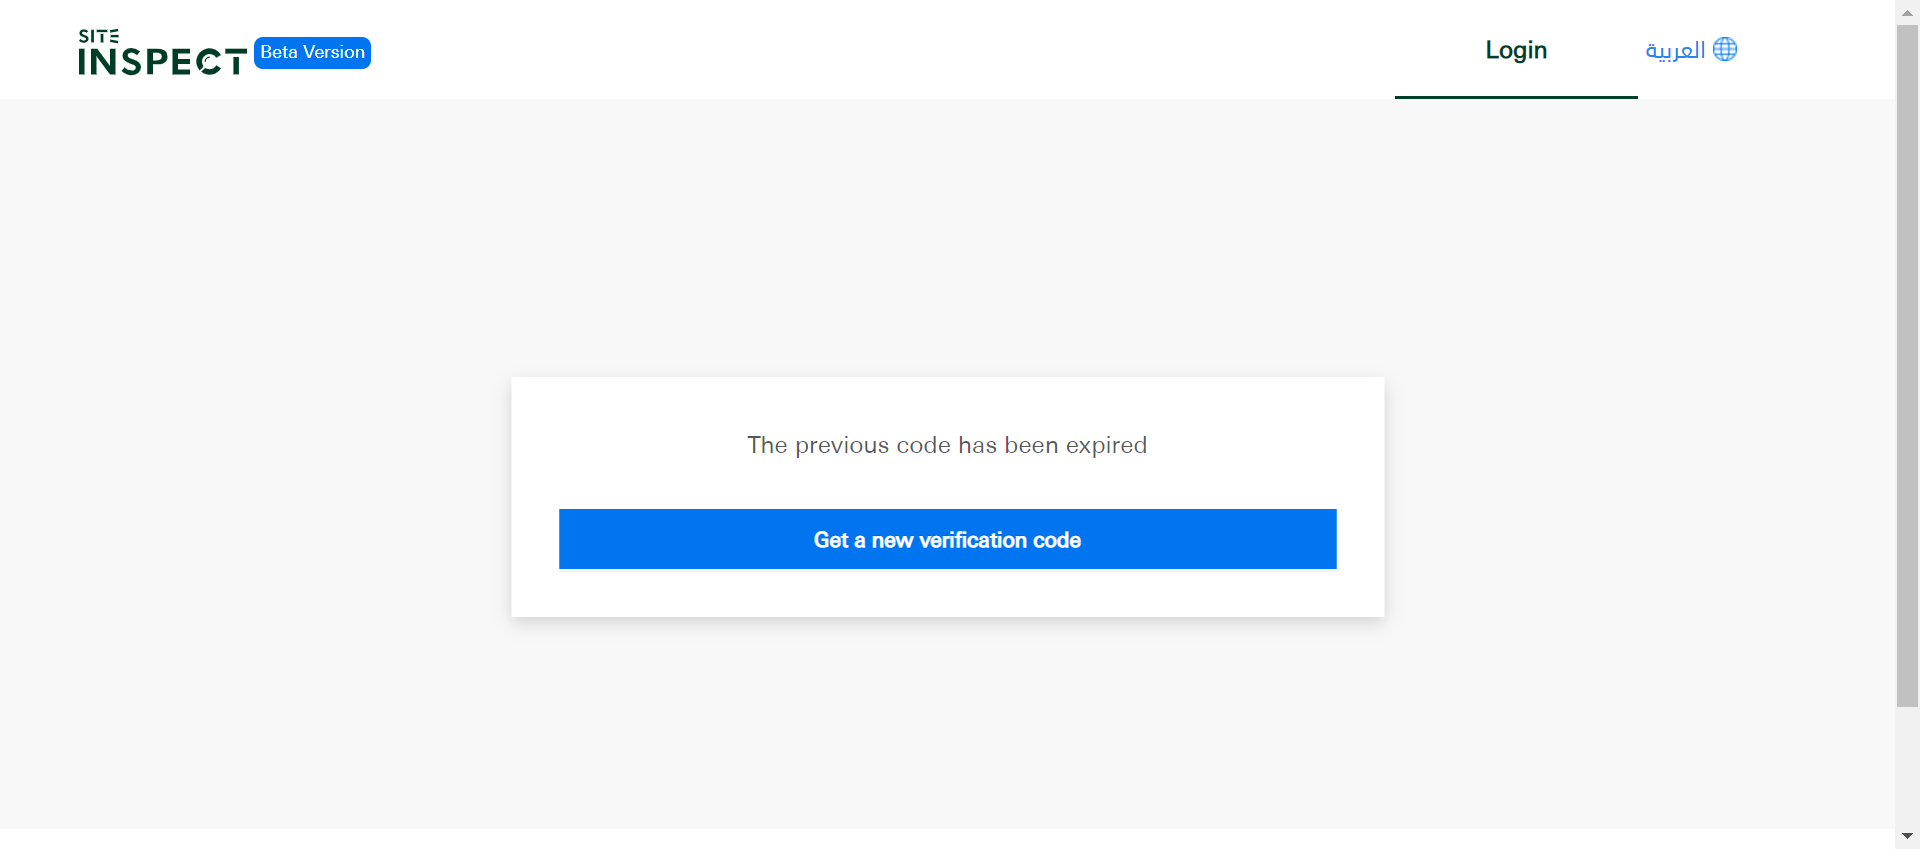 SITE
INSPECT
Beta Version
Login
العربية
The previous code has been expired
Get a new verification code